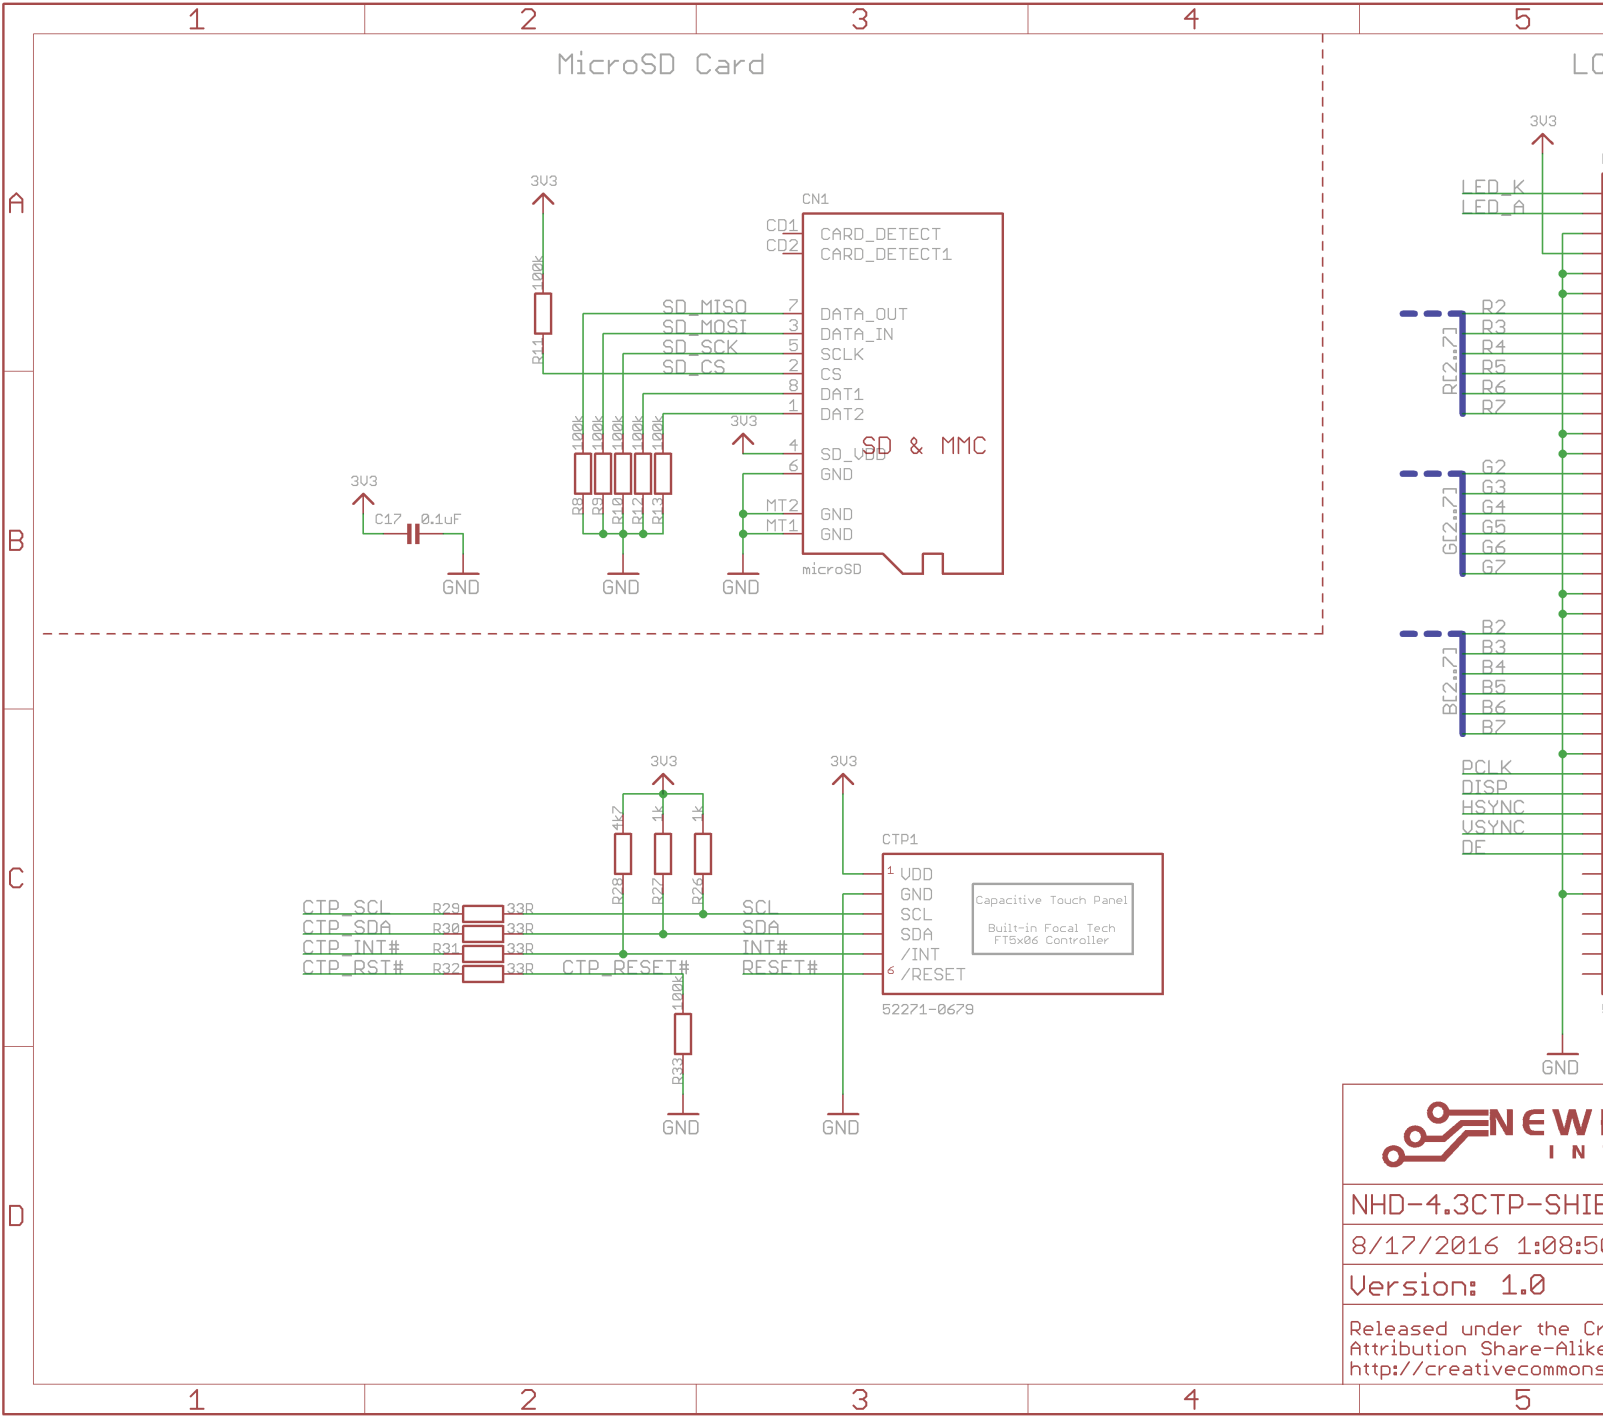 1 2 3 4 5
MicroSD Card
A
3V3
100k
R11
CN1
CD1 CARD_DETECT
CD2 CARD_DETECT1
SD_MISO 7 DATA_OUT
SD_MOSI 3 DATA_IN
SD_SCK 5 SCLK
SD_CS 2 CS
8 DAT1
1 DAT2
3V3
4 SD_VDD
SD & MMC
6 GND
MT2 GND
MT1 GND
microSD
100k 100k 100k 100k 100k
R8 R9 R10 R12 R13
B
3V3
C17 0.1uF
GND GND GND
3V3
LED_K
LED_A
R2
R3
R4
R5
R6
R7
R[2..7]
G2
G3
G4
G5
G6
G7
G[2..7]
B2
B3
B4
B5
B6
B7
B[2..7]
PCLK
DISP
HSYNC
VSYNC
DE
GND
C
3V3 3V3
4k7 1k 1k
R28 R27 R26
CTP1
1 VDD
GND
CTP_SCL R29 33R SCL SCL
CTP_SDA R30 33R SDA SDA
CTP_INT# R31 33R INT# /INT
CTP_RST# R32 33R CTP_RESET# RESET# 6 /RESET
Capacitive Touch Panel
Built-in Focal Tech
FT5x06 Controller
52271-0679
100k
R33
GND GND
D
NEW
IN
NHD-4.3CTP-SHIE
8/17/2016 1:08:50
Version: 1.0
Released under the Cr
Attribution Share-Alike
http://creativecommons
1 2 3 4 5